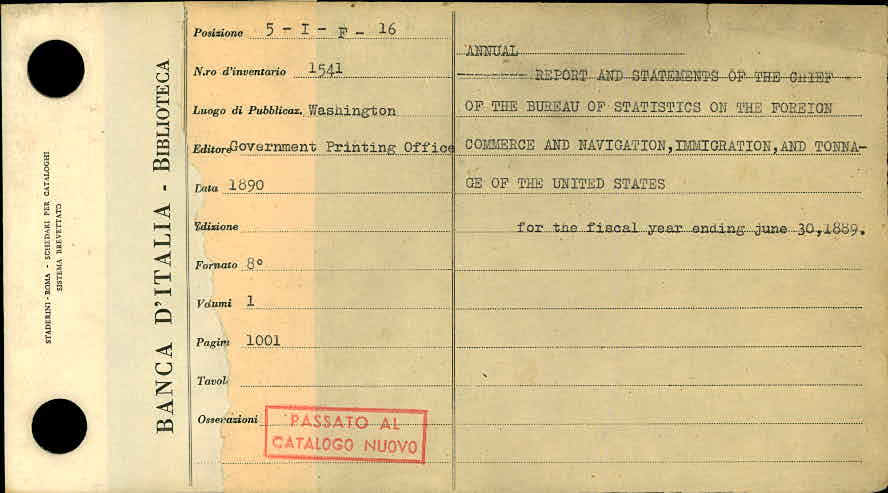 STADERINI - ROMA - SCHEDARI PER CATALOGHI
SISTEMA BREVETTATO
BANCA D'ITALIA - BIBLIOTECA
Posizione 5 - I - F - 16
N.ro d'inventario 1541
Luogo di Pubblicaz. Washington
Editore Government Printing Office
Data 1890
Edizione
Formato 8°
Volumi 1
Pagine 1001
Tavole
Osservazioni
PASSATO AL
CATALOGO NUOVO
ANNUAL
-------- REPORT AND STATEMENTS OF THE CHIEF
OF THE BUREAU OF STATISTICS ON THE FOREIGN
COMMERCE AND NAVIGATION,IMMIGRATION,AND TONNA-
GE OF THE UNITED STATES
for the fiscal year ending june 30,1889.